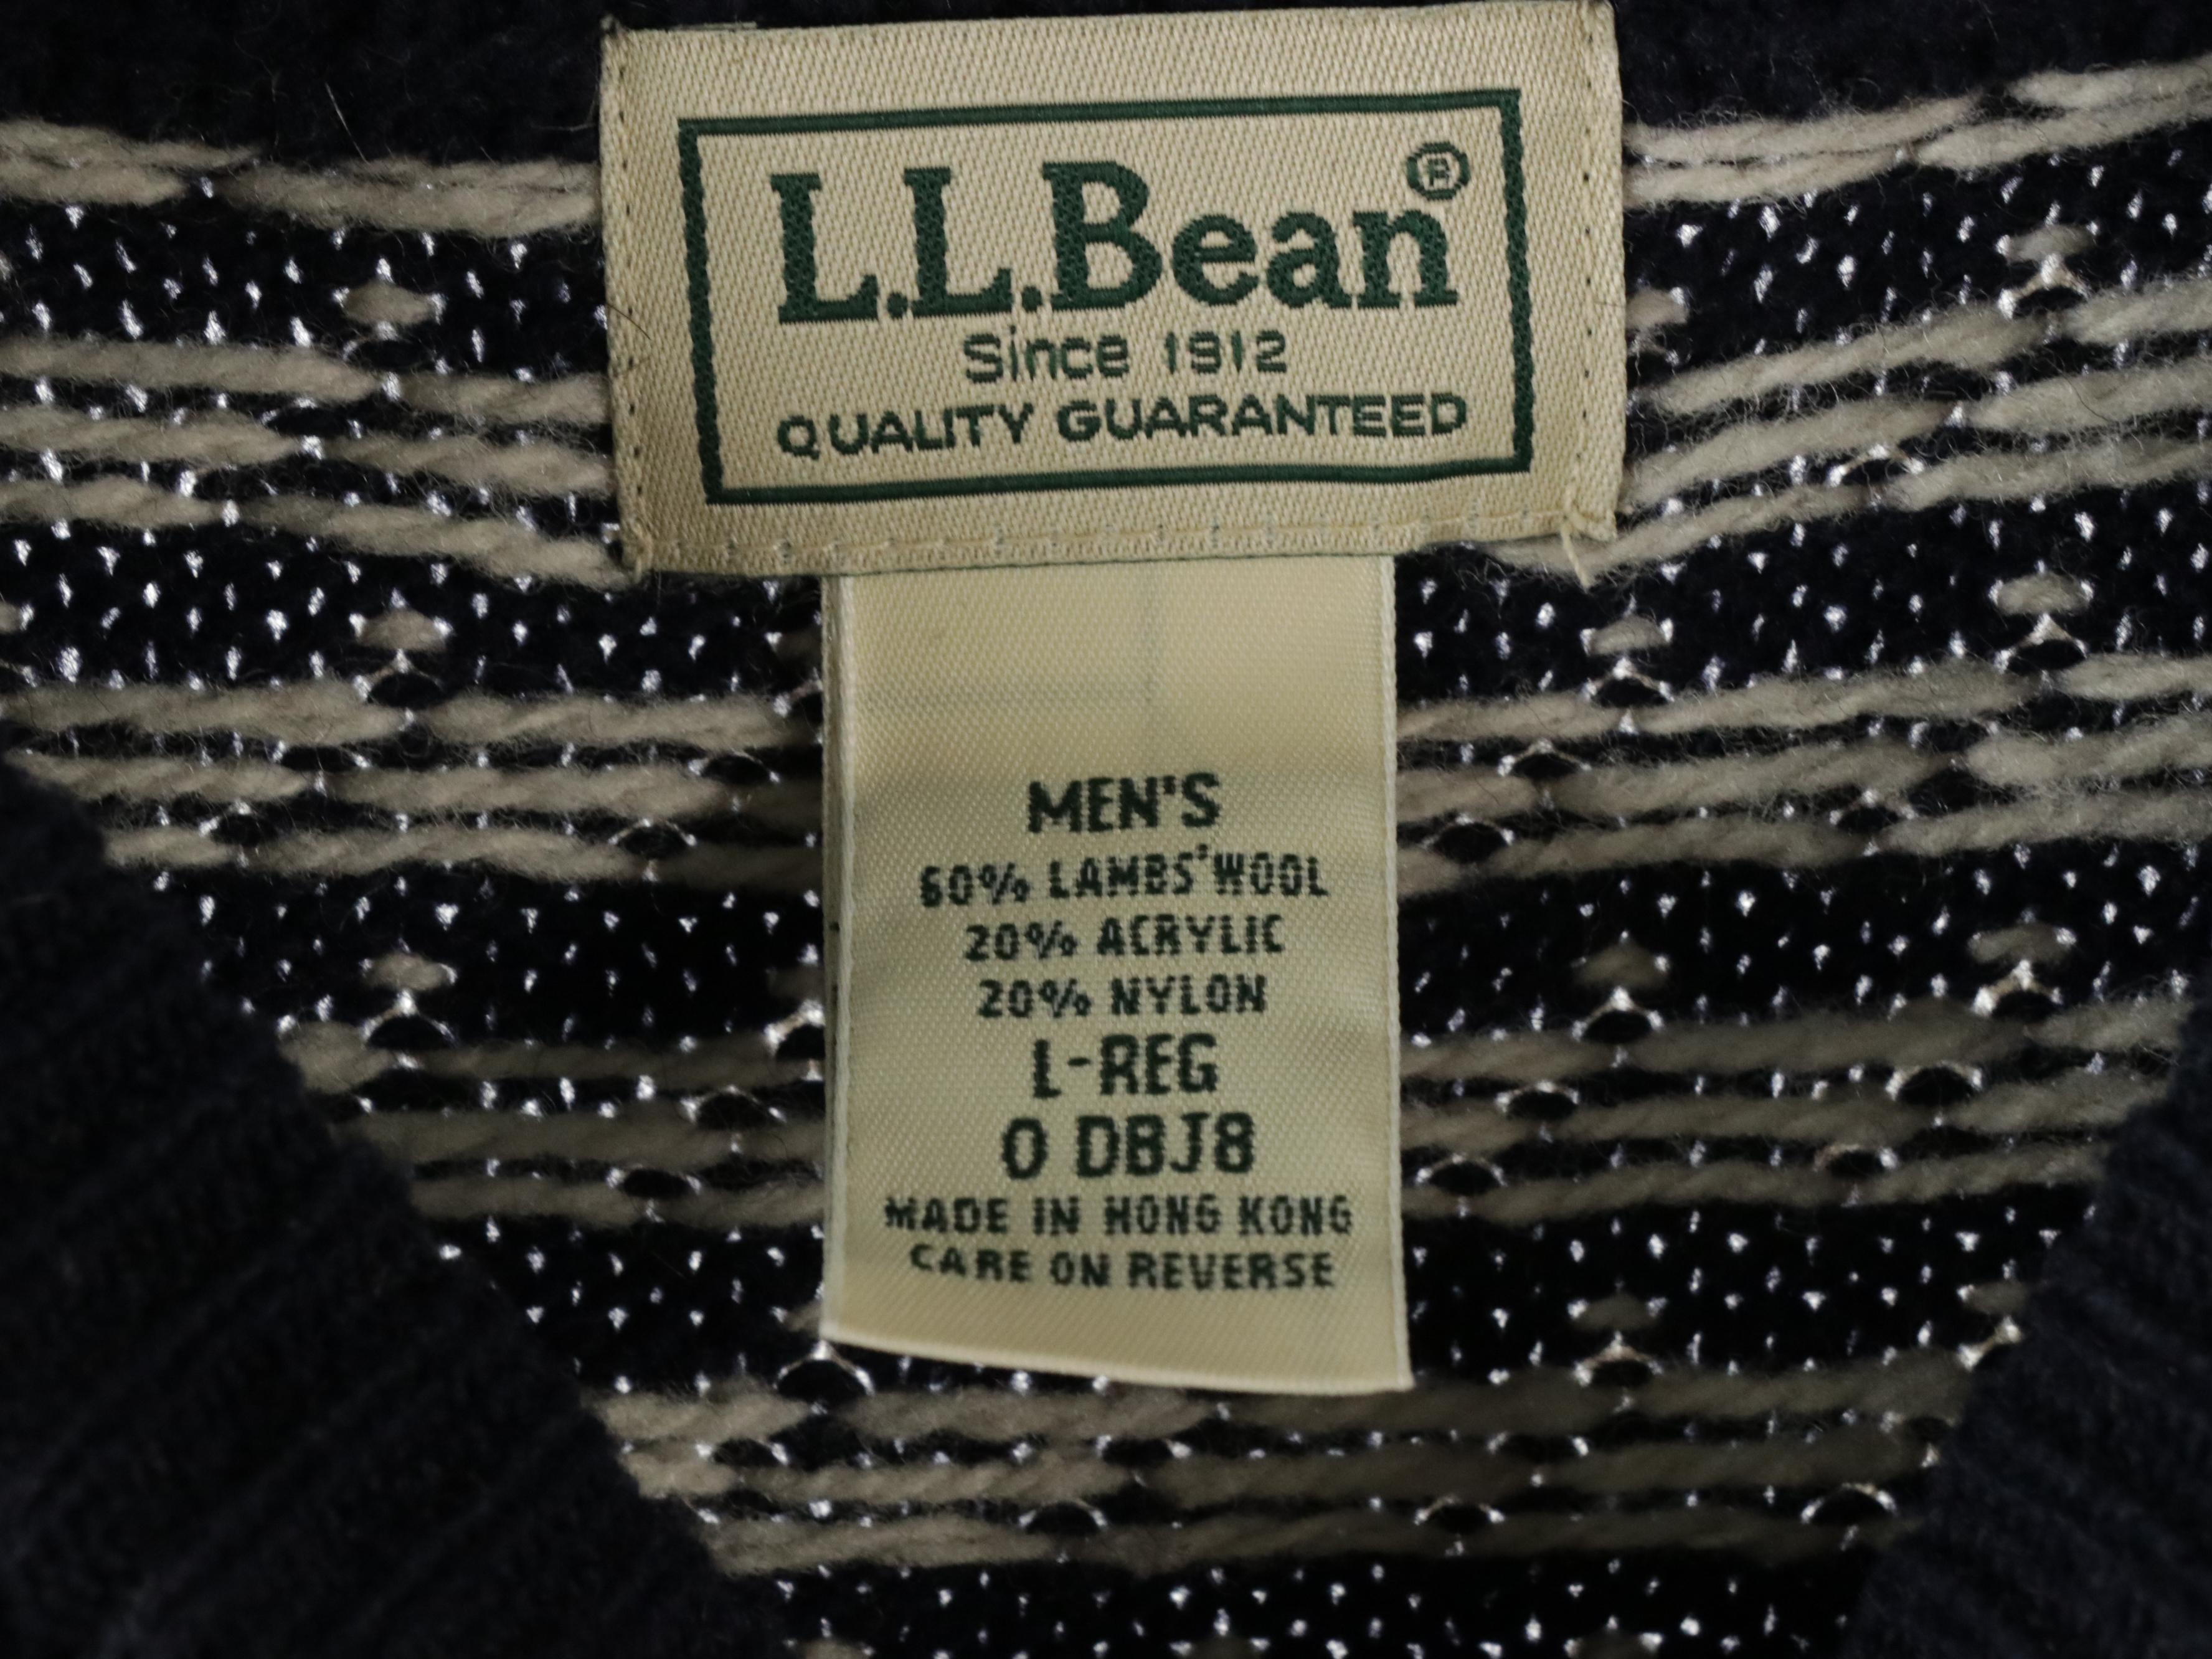 L.L.Bean®
Since 1912
QUALITY GUARANTEED
MEN'S
60% LAMBS'WOOL
20% ACRYLIC
20% NYLON
L-REG
0 DBJ8
MADE IN HONG KONG
CARE ON REVERSE